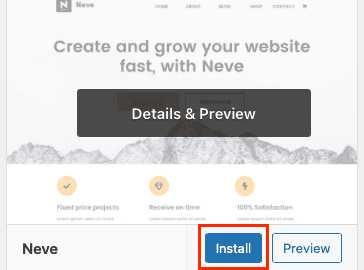 N Neve
HOME ABOUT BLOG SHOP CONTACT
Create and grow your website
fast, with Neve
Details & Preview
Fixed price projects Receive on time 100% Satisfaction
Neve Install Preview